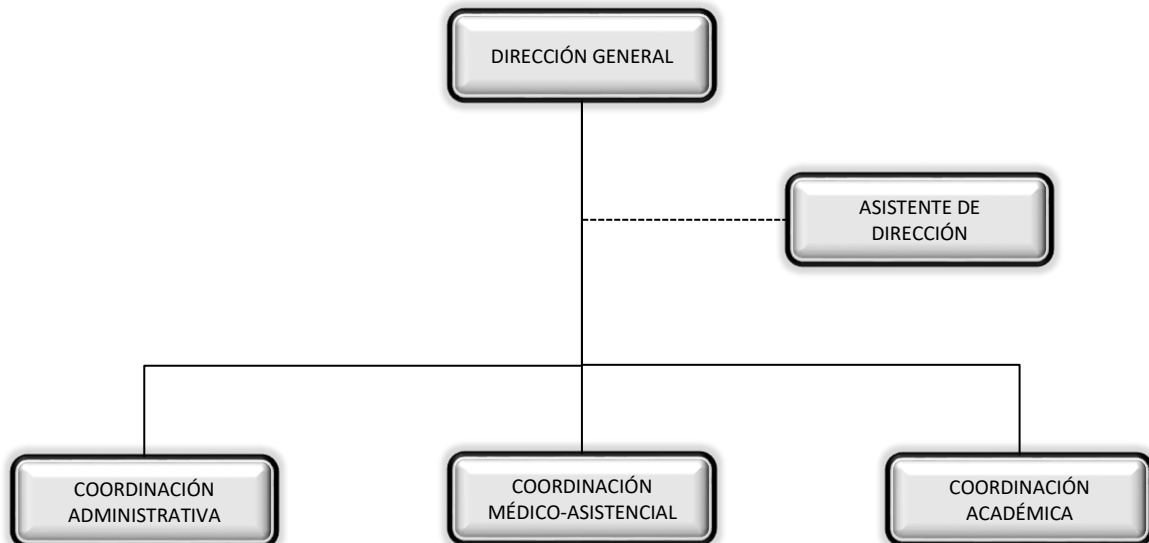 DIRECCIÓN GENERAL
ASISTENTE DE
DIRECCIÓN
COORDINACIÓN
ADMINISTRATIVA
COORDINACIÓN
MÉDICO-ASISTENCIAL
COORDINACIÓN
ACADÉMICA